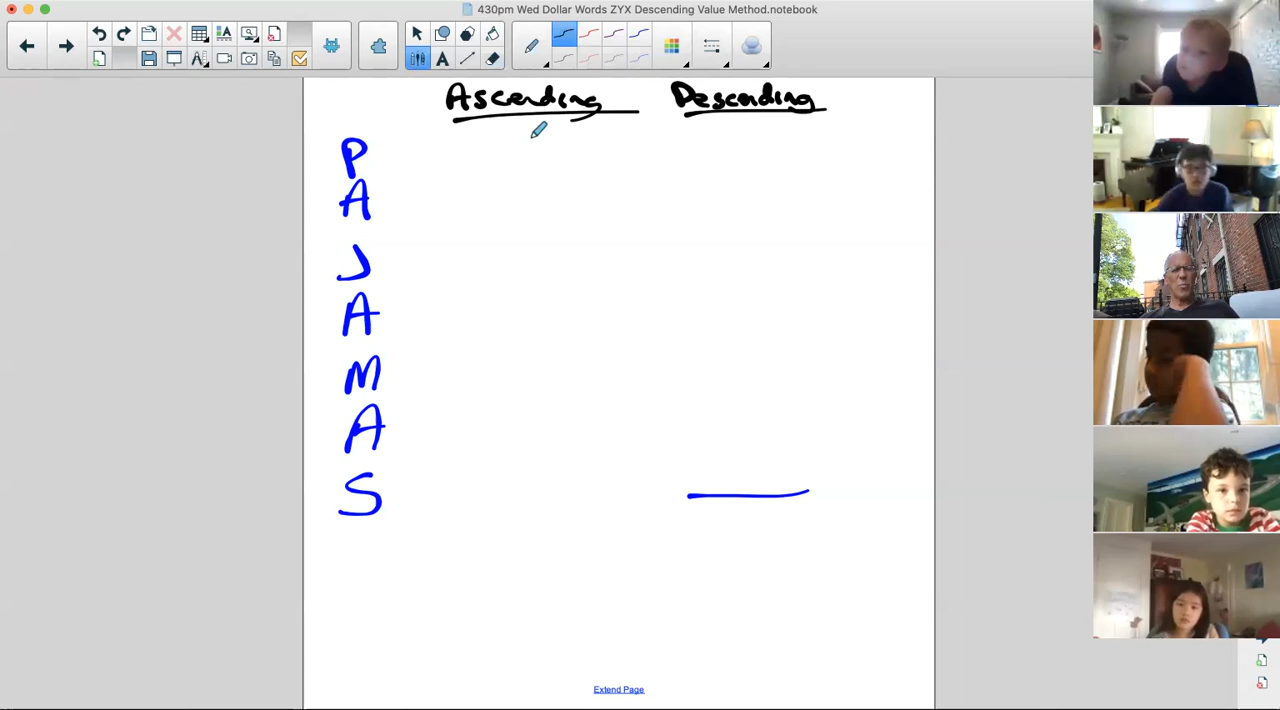 430pm Wed Dollar Words ZYX Descending Value Method.notebook
Ascending Descending
P
A
J
A
M
A
S
Extend Page